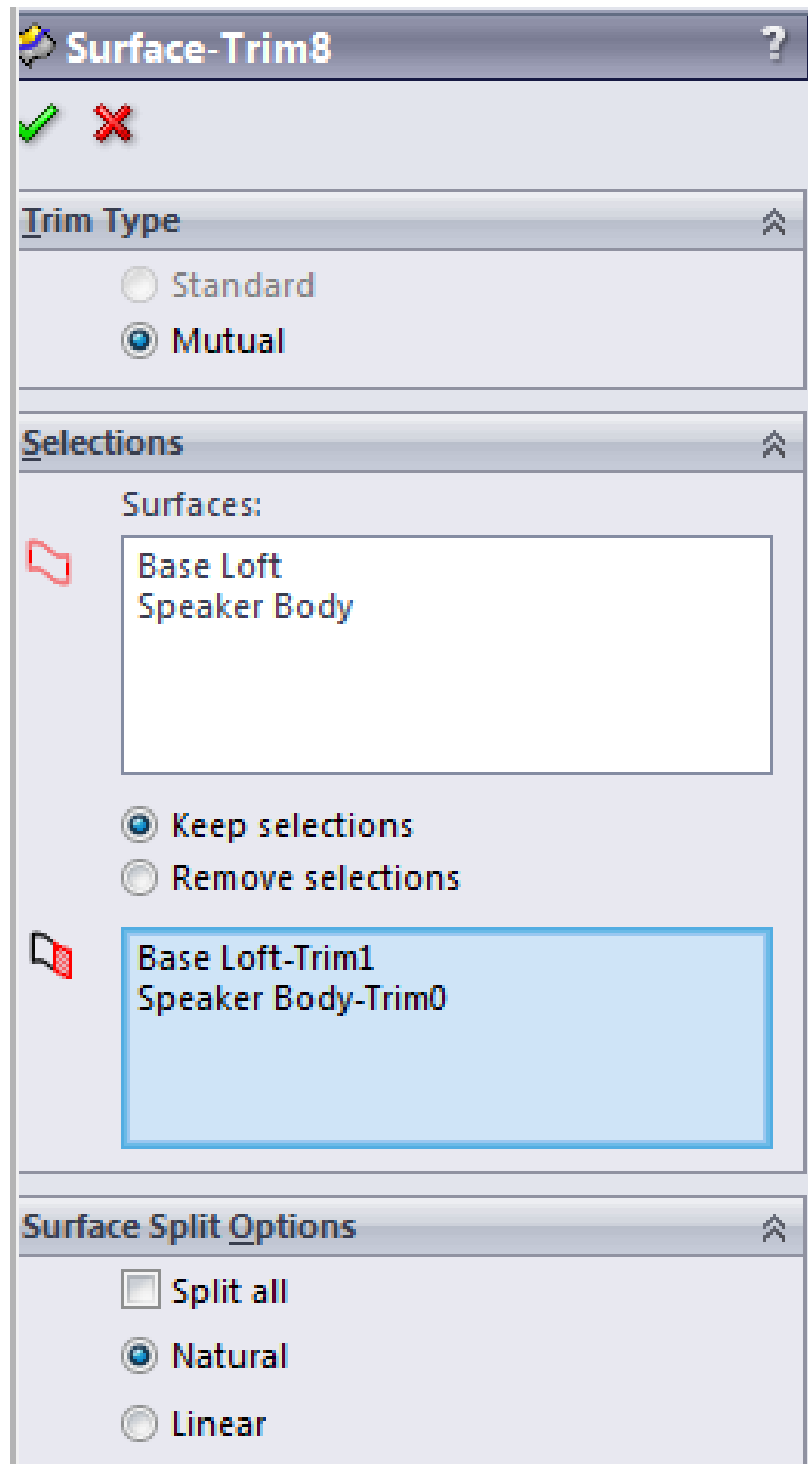 Surface-Trim8 ?
Trim Type
Standard
Mutual
Selections
Surfaces:
Base Loft
Speaker Body
Keep selections
Remove selections
Base Loft-Trim1
Speaker Body-Trim0
Surface Split Options
Split all
Natural
Linear